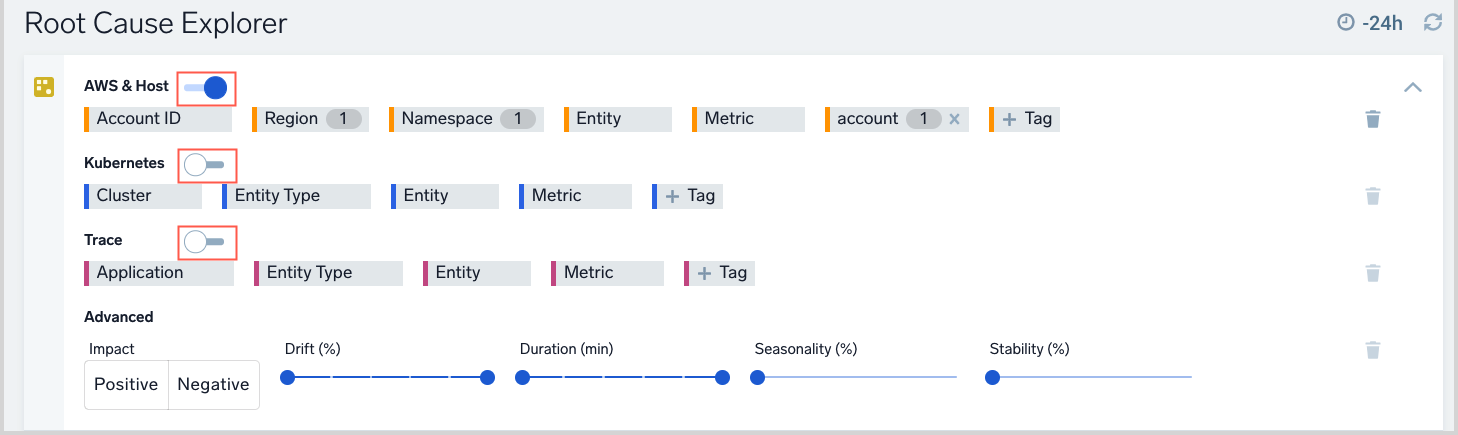 Root Cause Explorer
-24h
AWS & Host
Account ID Region 1 Namespace 1 Entity Metric account 1 × + Tag
Kubernetes
Cluster Entity Type Entity Metric + Tag
Trace
Application Entity Type Entity Metric + Tag
Advanced
Impact Drift (%) Duration (min) Seasonality (%) Stability (%)
Positive Negative